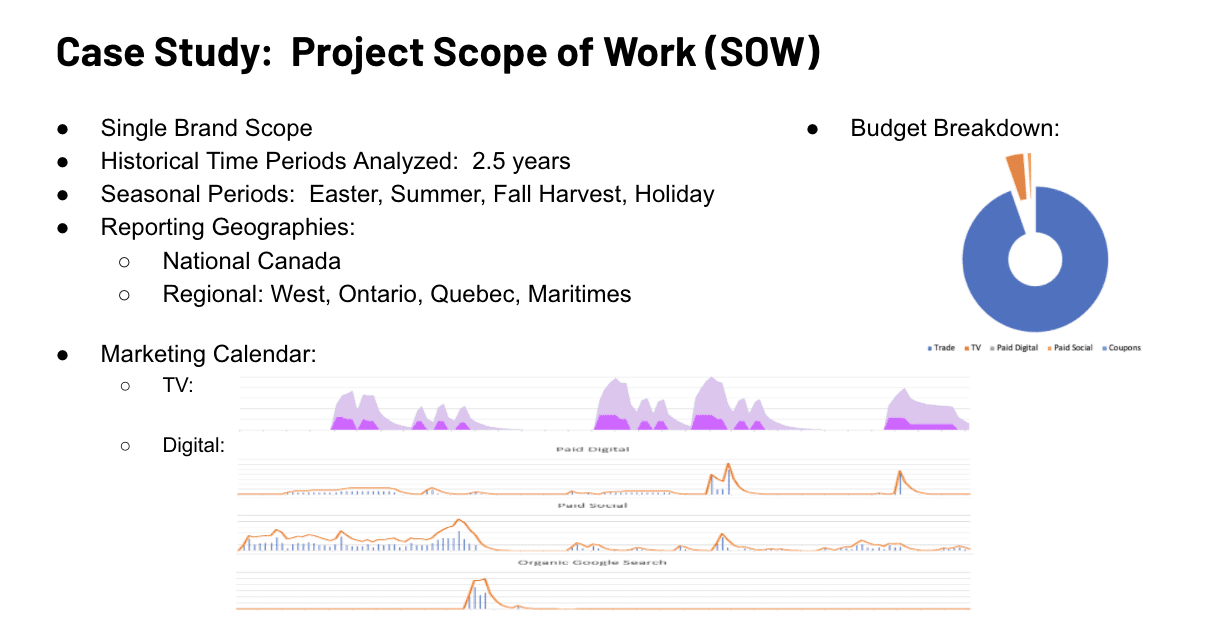 Case Study:  Project Scope of Work (SOW)
● Single Brand Scope
● Historical Time Periods Analyzed:  2.5 years
● Seasonal Periods:  Easter, Summer, Fall Harvest, Holiday
● Reporting Geographies:
○ National Canada
○ Regional: West, Ontario, Quebec, Maritimes
● Budget Breakdown:
Trade TV Paid Digital Paid Social Coupons
● Marketing Calendar:
○ TV:
○ Digital:
Paid Digital
Paid Social
Organic Google Search